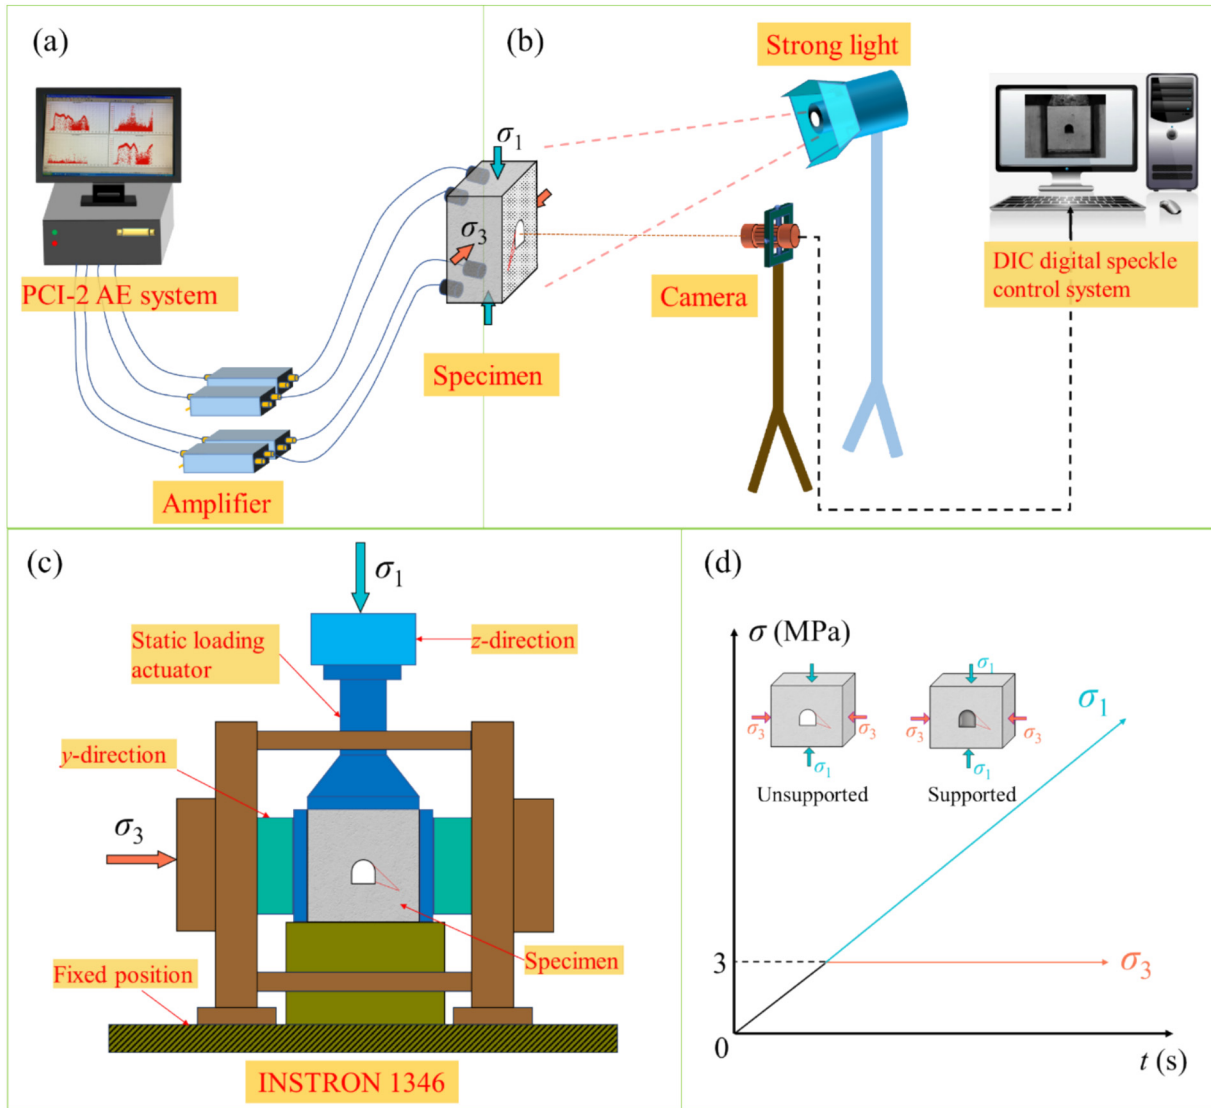 (a)
PCI-2 AE system
Amplifier
σ1
σ3
Specimen
(b)
Strong light
Camera
DIC digital speckle
control system
(c)
σ1
Static loading
actuator
z-direction
y-direction
σ3
Specimen
Fixed position
INSTRON 1346
(d)
σ (MPa)
σ1
σ3
σ3
σ1
Unsupported
σ1
σ3
σ3
σ1
Supported
σ1
3
σ3
0
t (s)